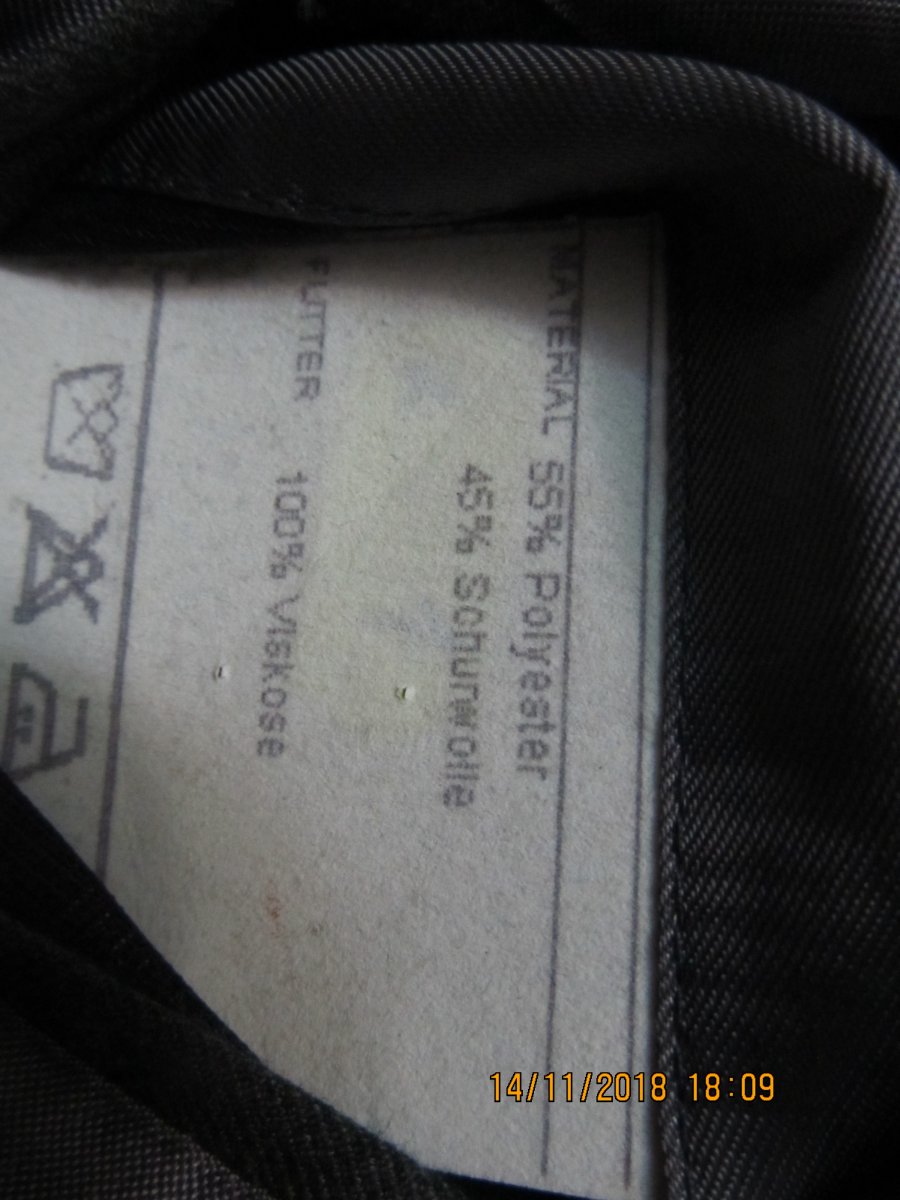 MATERIAL 55% Polyester
45% Schurwolle
FUTTER 100% Viskose
14/11/2018 18:09